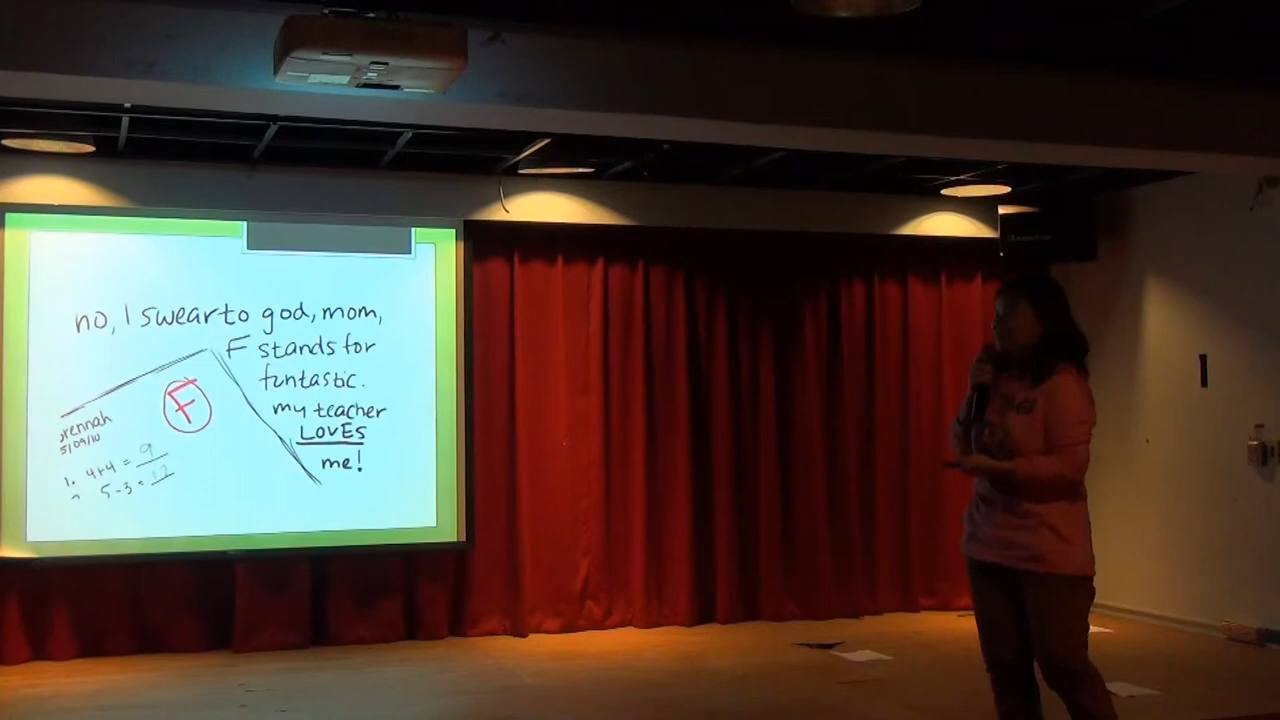 no, I swear to god, mom,
F stands for
funtastic.
my teacher
LOVEs
me!
F
5/09/10
1. 4+4 = 9
5-3 = 12